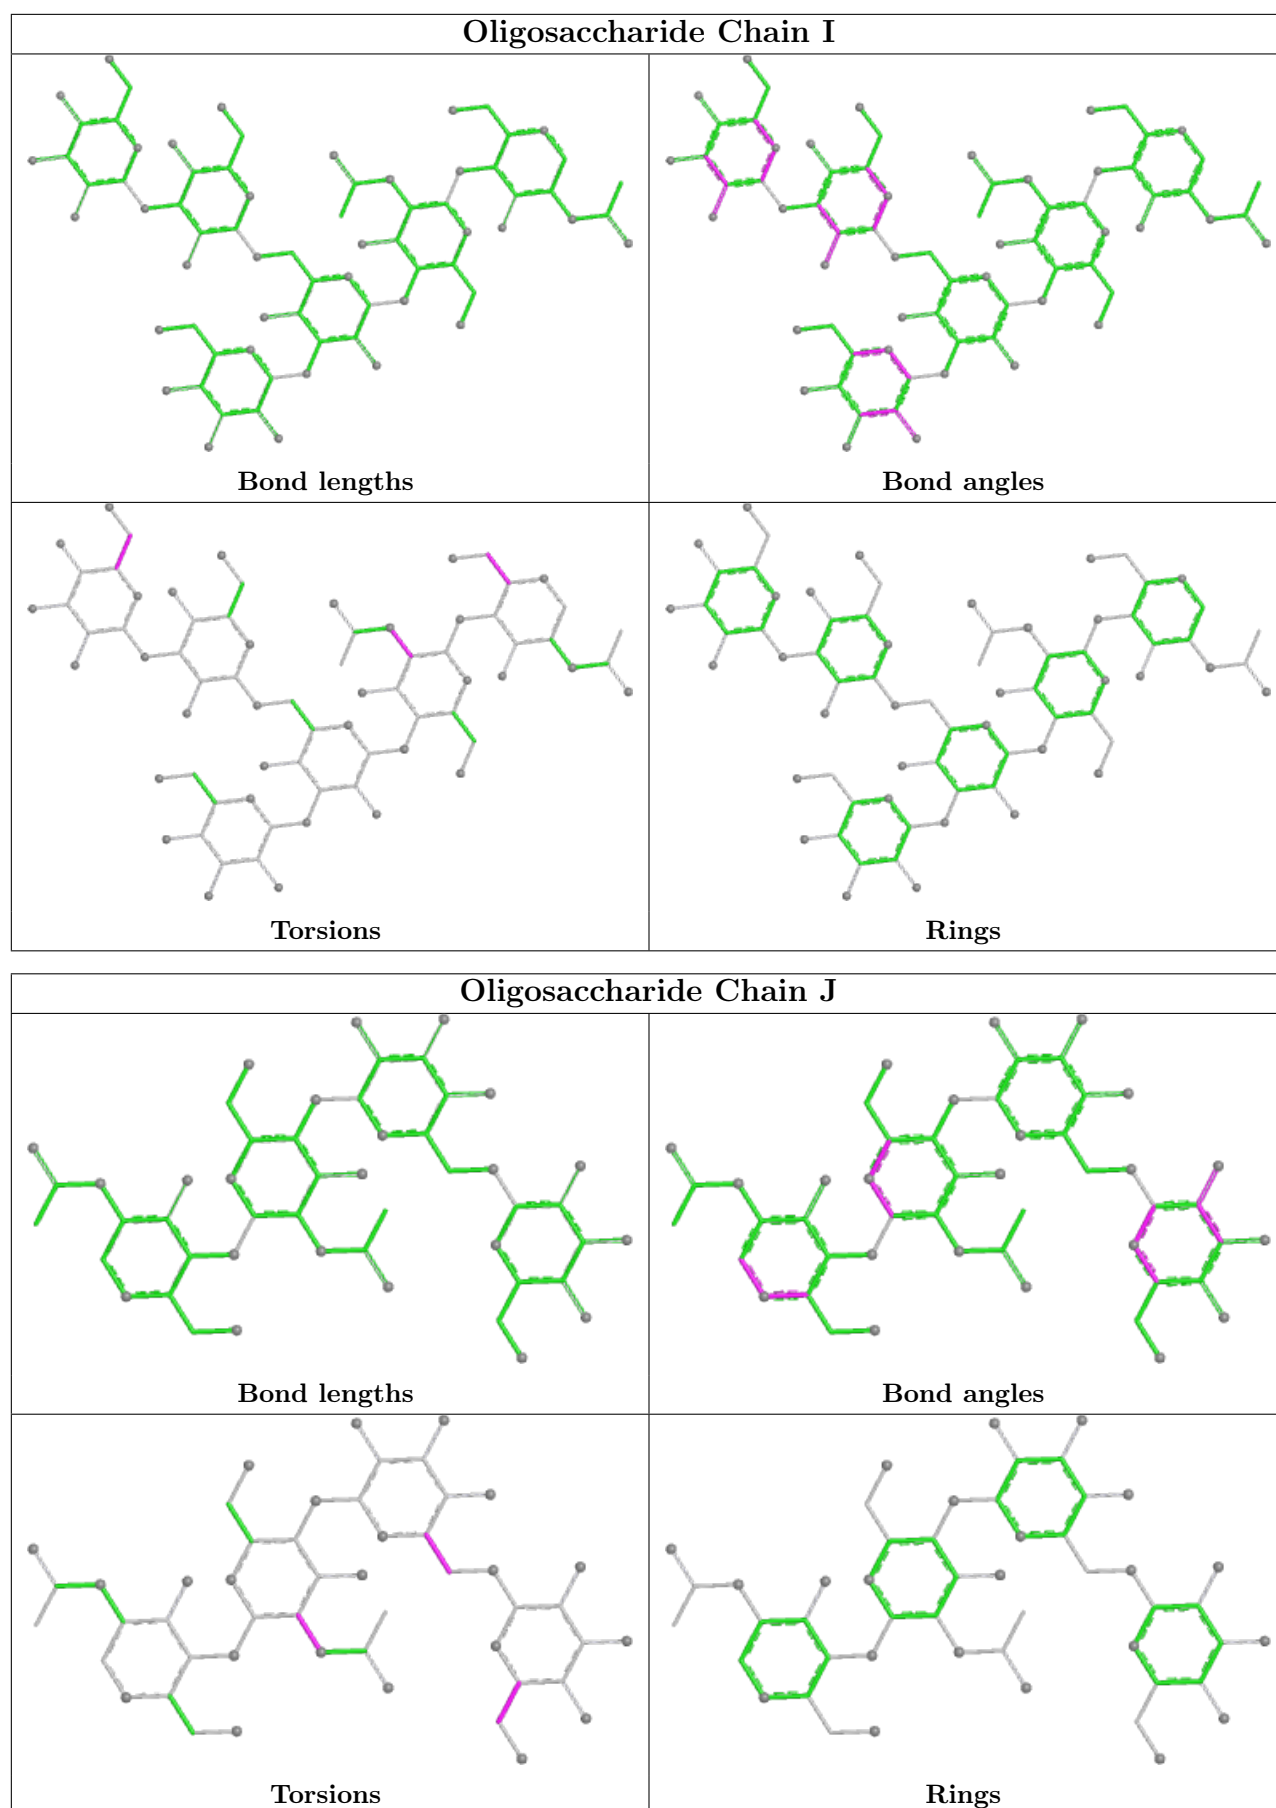 Oligosaccharide Chain I
Bond lengths
Bond angles
Torsions
Rings
Oligosaccharide Chain J
Bond lengths
Bond angles
Torsions
Rings